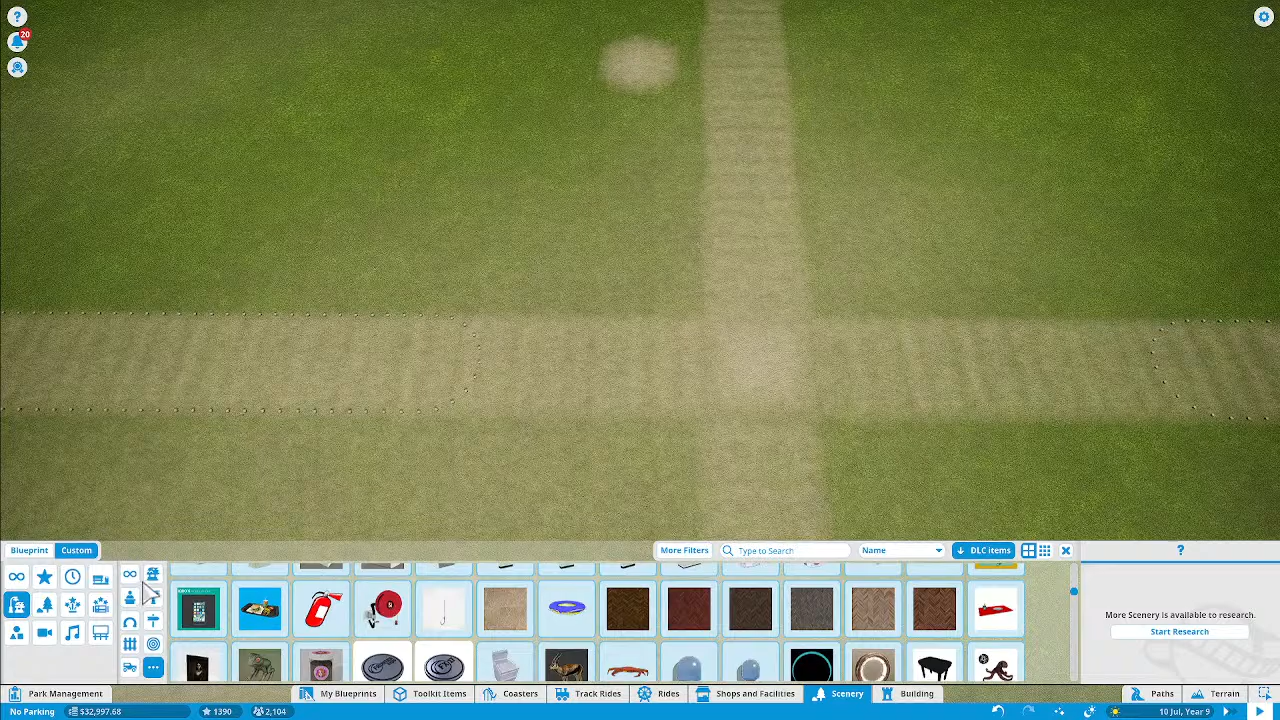 ?
20
Blueprint
Custom
More Filters
Type to Search
Name
DLC items
?
More Scenery is available to research.
Start Research
Park Management
My Blueprints
Toolkit Items
Coasters
Track Rides
Rides
Shops and Facilities
Scenery
Building
Paths
Terrain
No Parking
$32,997.68
1390
2,104
10 Jul, Year 9